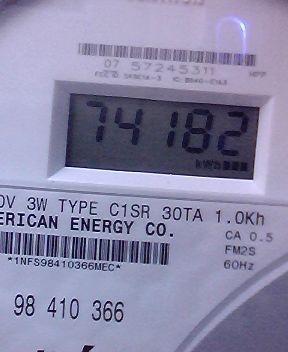 07 57245311
74182
kWh
0V 3W TYPE C1SR 30TA 1.0Kh
ERICAN ENERGY CO.
CA 0.5
FM2S
60Hz
*1NFS98410366MEC*
98 410 366